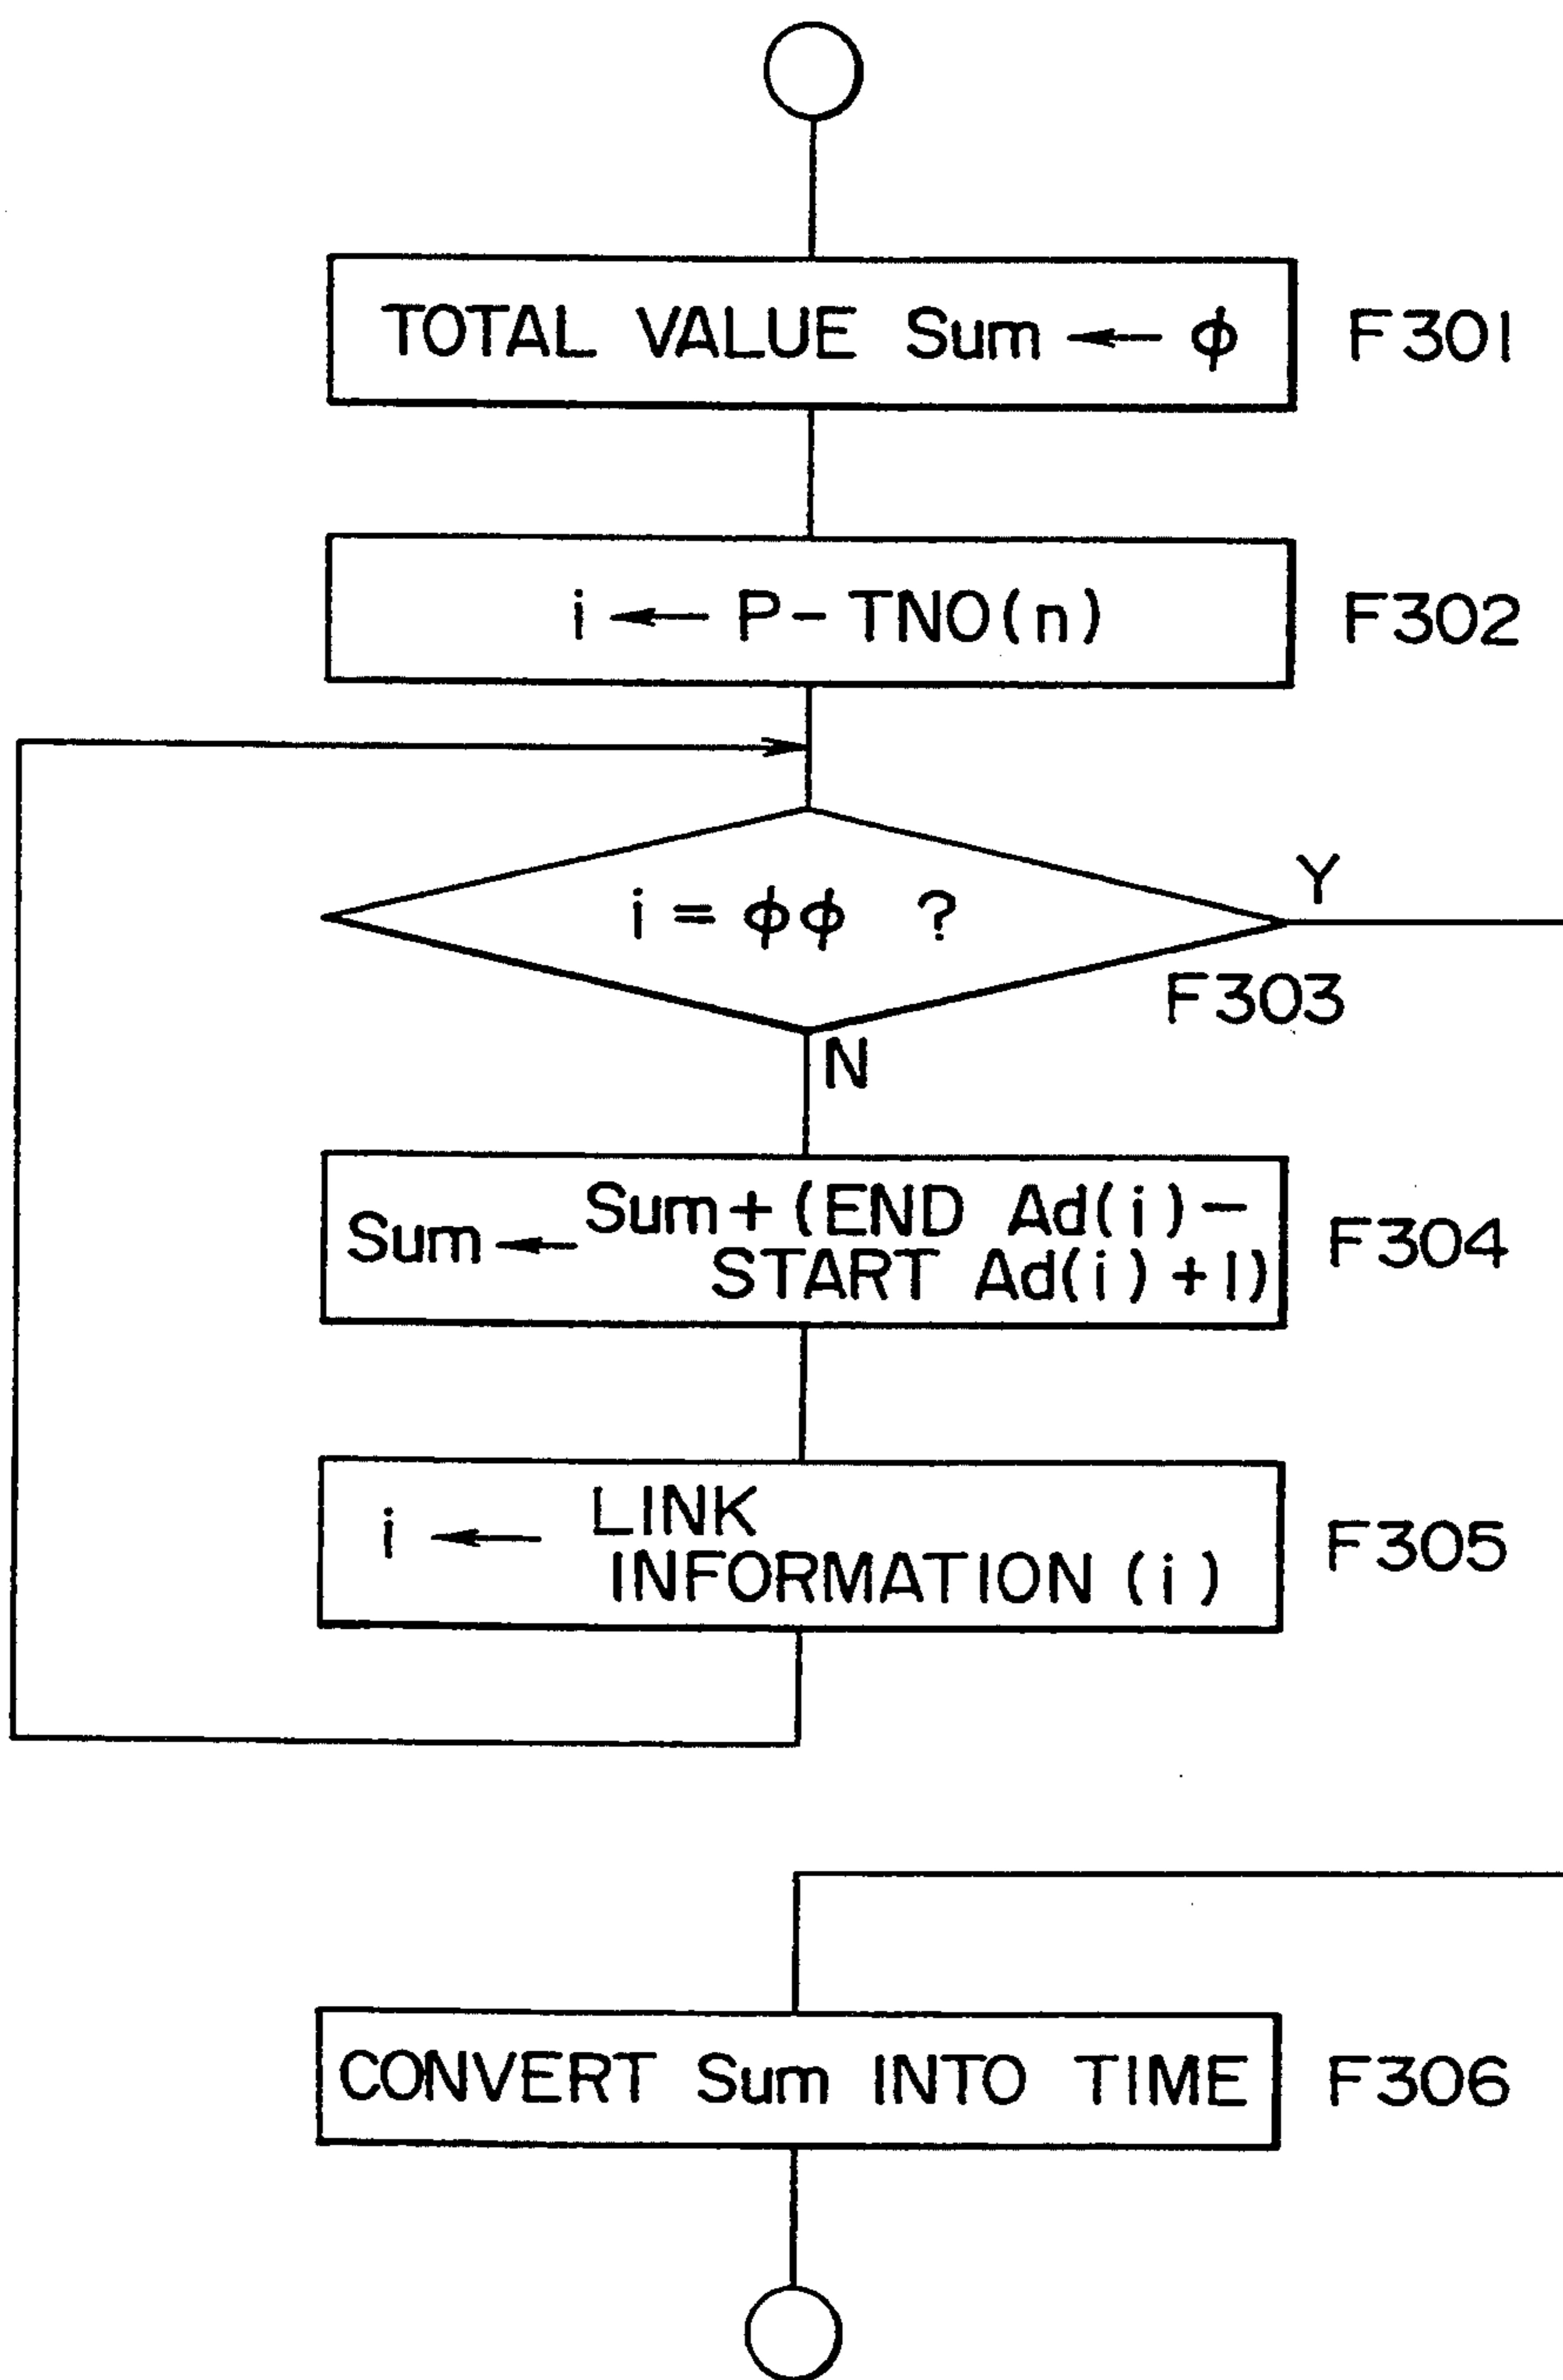 TOTAL VALUE Sum ← ϕ F301
i ← P-TNO(n) F302
i = ϕϕ ? Y
F303
N
Sum ← Sum + (END Ad(i) -
START Ad(i) + 1) F304
i ← LINK
INFORMATION (i) F305
CONVERT Sum INTO TIME F306